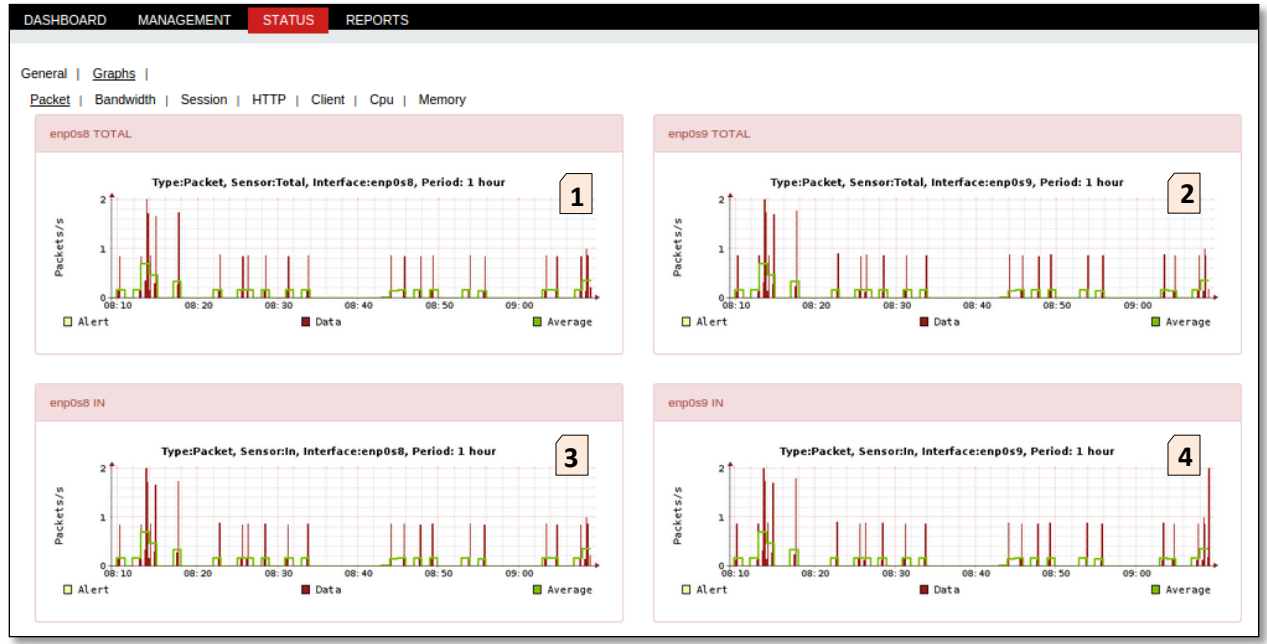 DASHBOARD MANAGEMENT STATUS REPORTS
General | Graphs |
Packet | Bandwidth | Session | HTTP | Client | Cpu | Memory
enp0s8 TOTAL
Type:Packet, Sensor:Total, Interface:enp0s8, Period: 1 hour
1
Packets/s
2
1
0
08:10 08:20 08:30 08:40 08:50 09:00
Alert Data Average
enp0s9 TOTAL
Type:Packet, Sensor:Total, Interface:enp0s9, Period: 1 hour
2
Packets/s
2
1
0
08:10 08:20 08:30 08:40 08:50 09:00
Alert Data Average
enp0s8 IN
Type:Packet, Sensor:In, Interface:enp0s8, Period: 1 hour
3
Packets/s
2
1
0
08:10 08:20 08:30 08:40 08:50 09:00
Alert Data Average
enp0s9 IN
Type:Packet, Sensor:In, Interface:enp0s9, Period: 1 hour
4
Packets/s
2
1
0
08:10 08:20 08:30 08:40 08:50 09:00
Alert Data Average